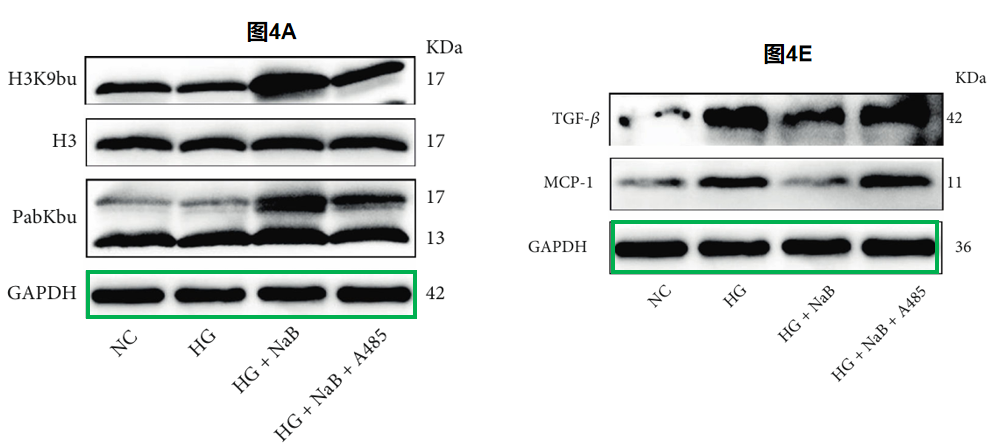 图4A
KDa
H3K9bu 17
H3 17
PabKbu 17
13
GAPDH 42
NC
HG
HG + NaB
HG + NaB + A485
图4E
KDa
TGF-β 42
MCP-1 11
GAPDH 36
NC
HG
HG + NaB
HG + NaB + A485